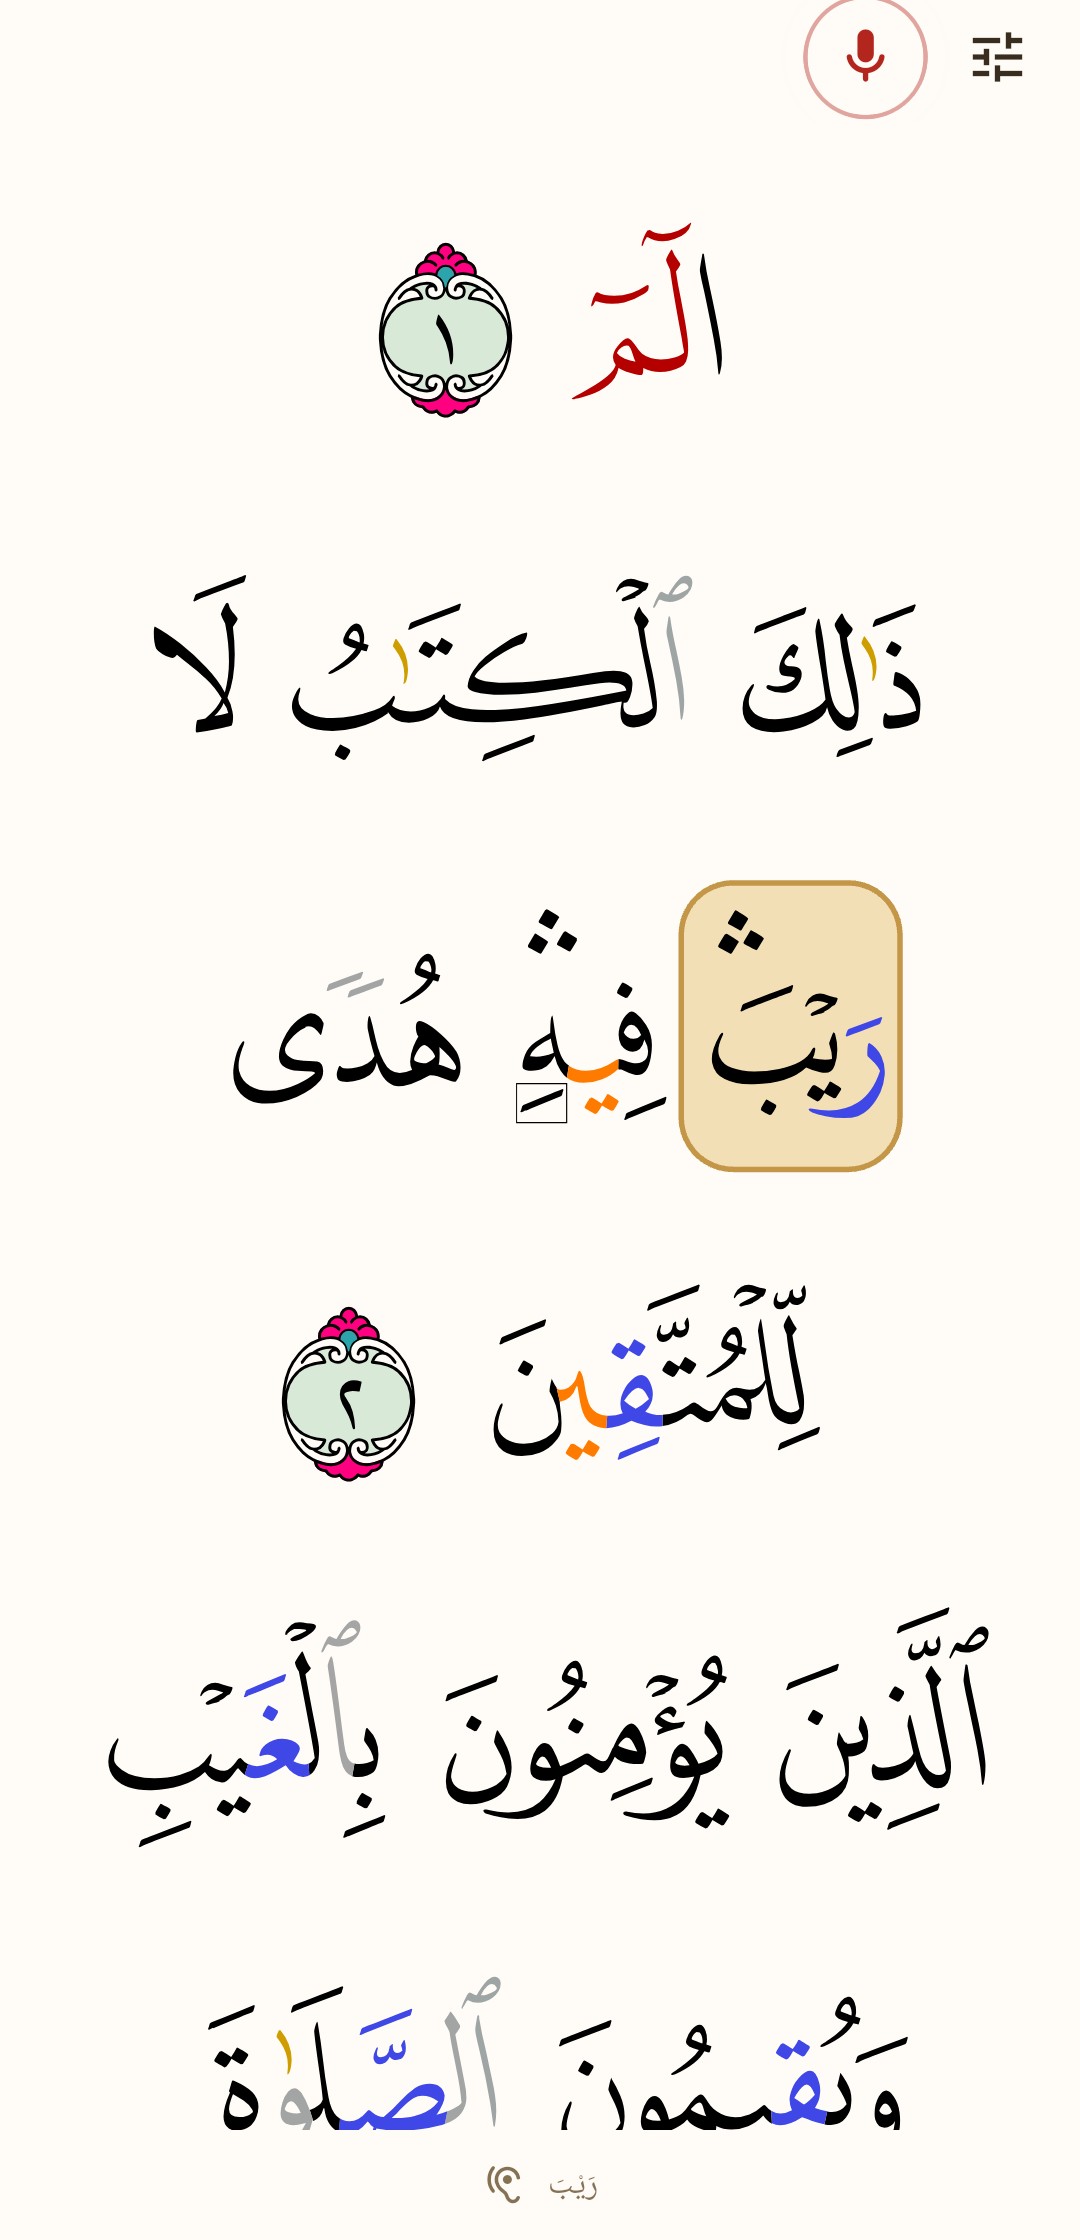 الٓمٓ ١
ذَٰلِكَ ٱلۡكِتَٰبُ لَا
رَيۡبَۛ فِيهِۛ هُدٗى
لِّلۡمُتَّقِينَ ٢
ٱلَّذِينَ يُؤۡمِنُونَ بِٱلۡغَيۡبِ
وَيُقِيمُونَ ٱلصَّلَوٰةَ
رَيْبَ